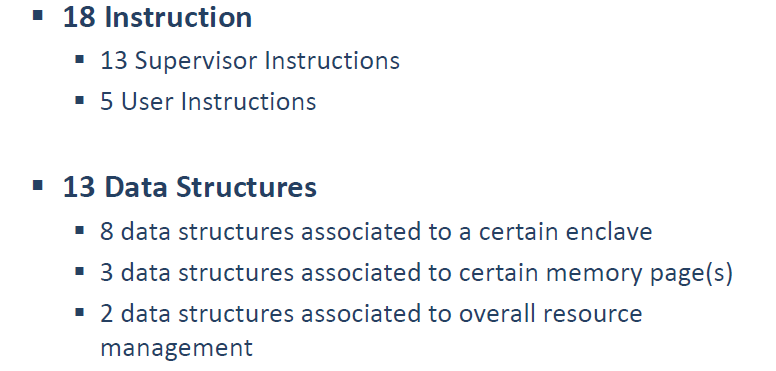 ▪ 18 Instruction
▪ 13 Supervisor Instructions
▪ 5 User Instructions
▪ 13 Data Structures
▪ 8 data structures associated to a certain enclave
▪ 3 data structures associated to certain memory page(s)
▪ 2 data structures associated to overall resource
management